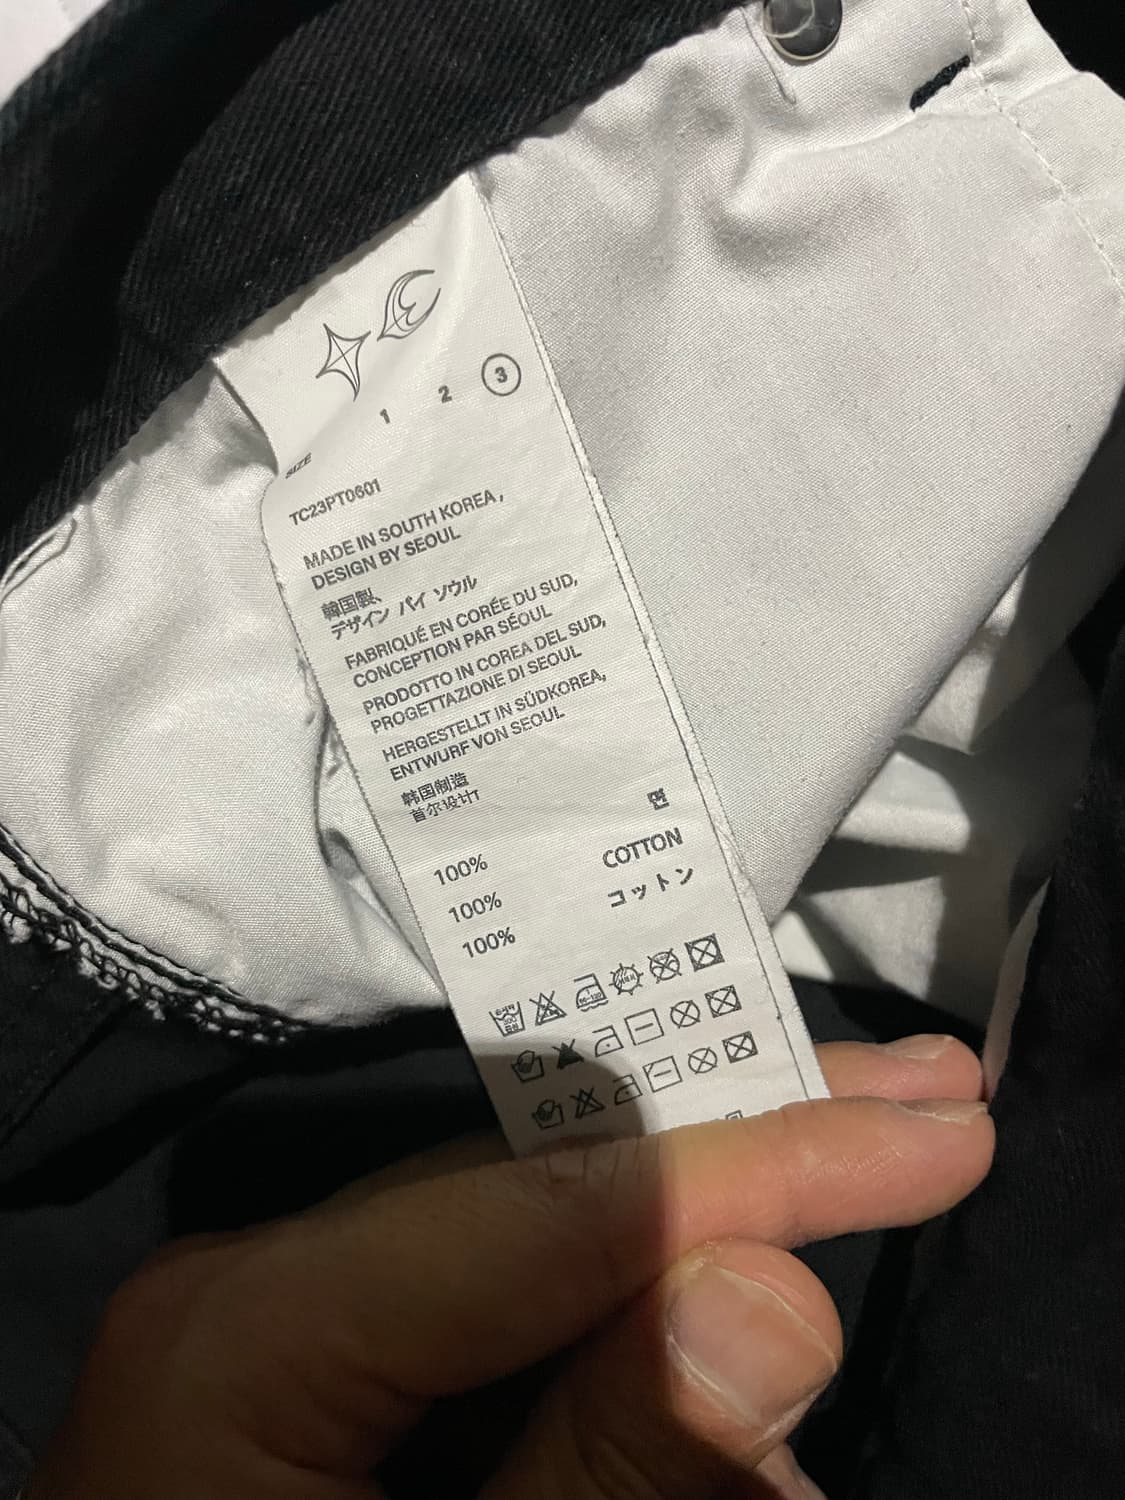 1 2 3
SIZE
TC23PT0601
MADE IN SOUTH KOREA,
DESIGN BY SEOUL
韓国製、
デザイン バイ ソウル
FABRIQUÉ EN CORÉE DU SUD,
CONCEPTION PAR SÉOUL
PRODOTTO IN COREA DEL SUD,
PROGETTAZIONE DI SEOUL
HERGESTELLT IN SÜDKOREA,
ENTWURF VON SEOUL
韩国制造
首尔设计
100% 면
100% COTTON
100% コットン